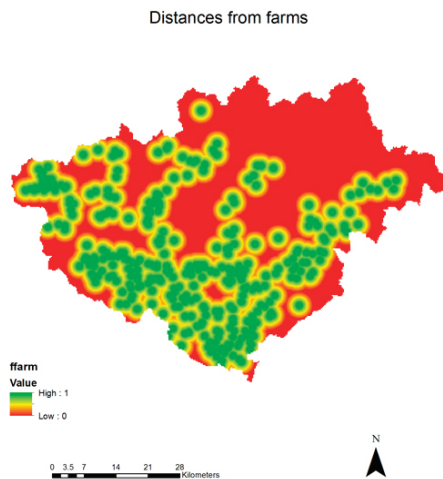 Distances from farms
ffarm
Value
High : 1
Low : 0
N
0 3.5 7 14 21 28
Kilometers